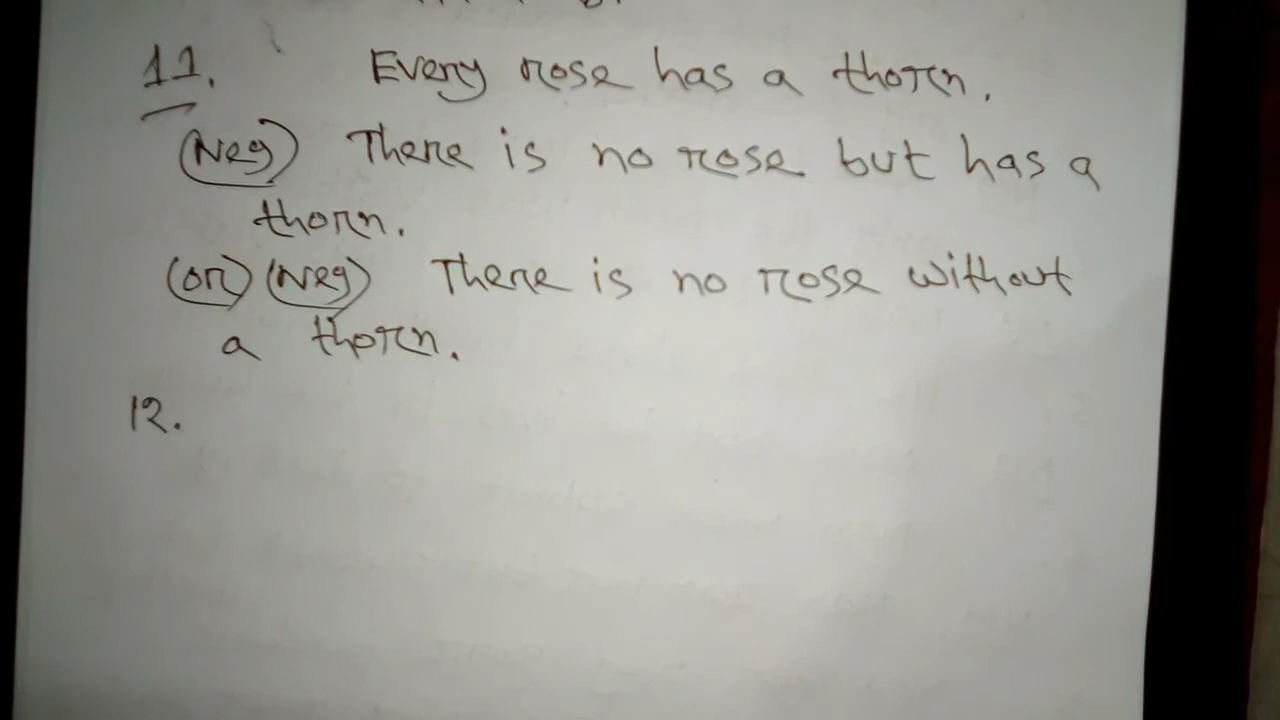 11. Every rose has a thorn.
(Neg) There is no rose but has a
thorn.
(or) (Neg) There is no rose without
a thorn.
12.